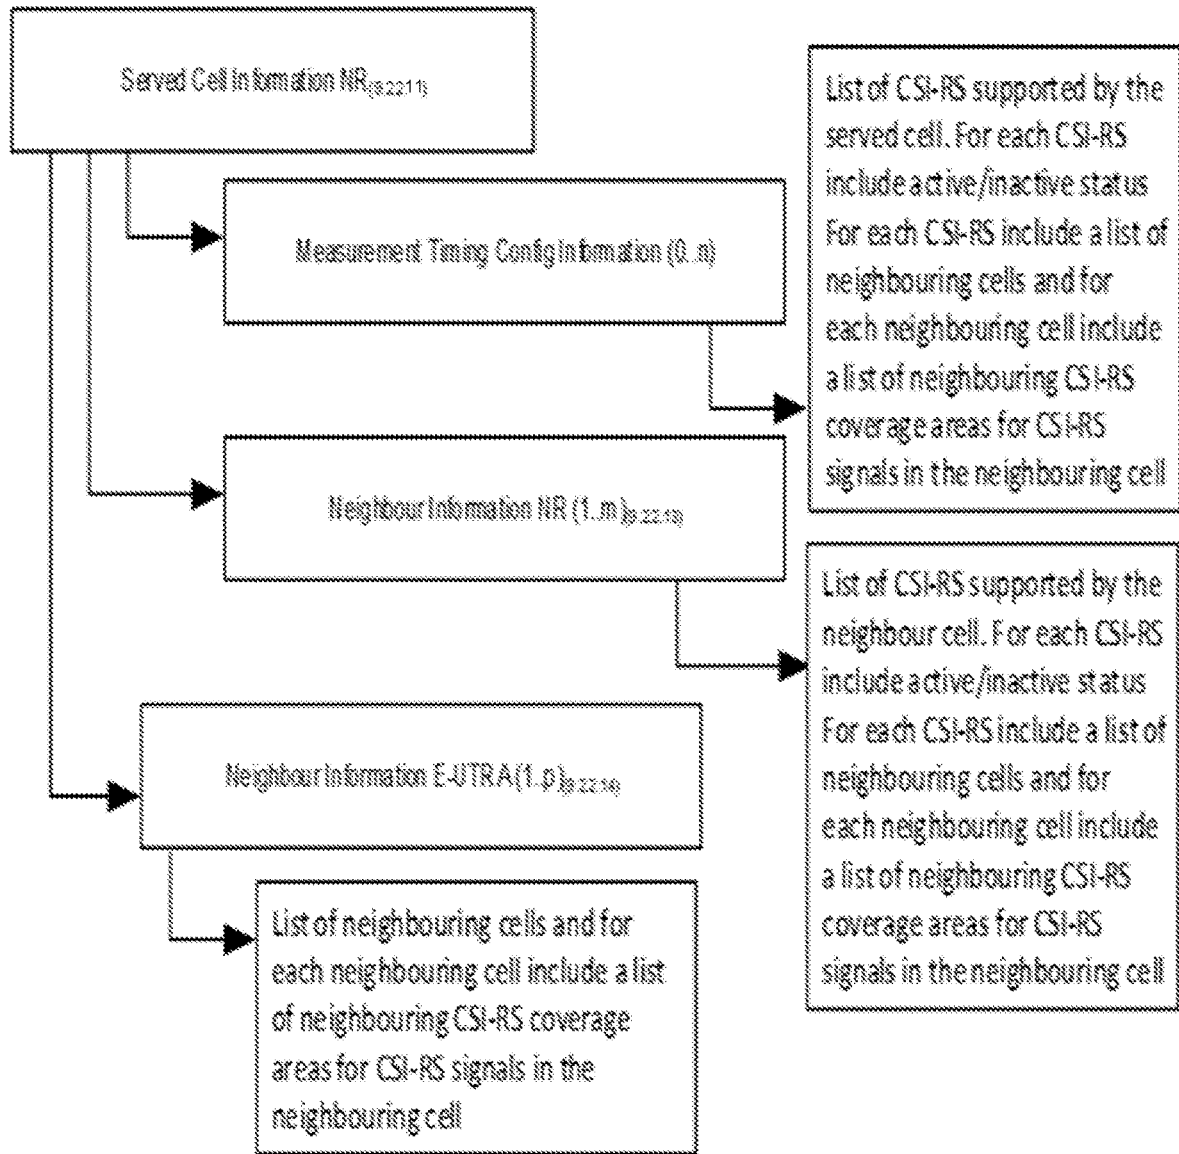 Served Cell Information NR(9.2.2.11)
Measurement Timing Config Information (0..n)
Neighbour Information NR (1..m)(9.2.2.13)
Neighbour Information E-UTRA (1..p)(9.2.2.14)
List of neighbouring cells and for
each neighbouring cell include a list
of neighbouring CSI-RS coverage
areas for CSI-RS signals in the
neighbouring cell
List of CSI-RS supported by the
served cell. For each CSI-RS
include active/inactive status
For each CSI-RS include a list of
neighbouring cells and for
each neighbouring cell include
a list of neighbouring CSI-RS
coverage areas for CSI-RS
signals in the neighbouring cell
List of CSI-RS supported by the
neighbour cell. For each CSI-RS
include active/inactive status
For each CSI-RS include a list of
neighbouring cells and for
each neighbouring cell include
a list of neighbouring CSI-RS
coverage areas for CSI-RS
signals in the neighbouring cell